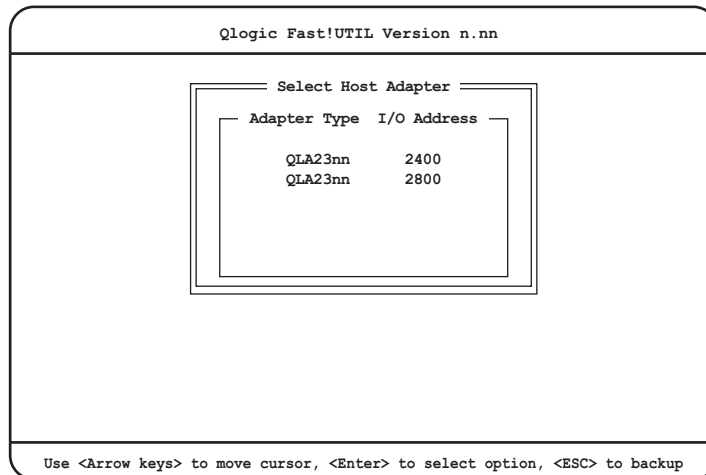 Qlogic Fast!UTIL Version n.nn
Select Host Adapter
Adapter Type I/O Address
QLA23nn 2400
QLA23nn 2800
Use <Arrow keys> to move cursor, <Enter> to select option, <ESC> to backup